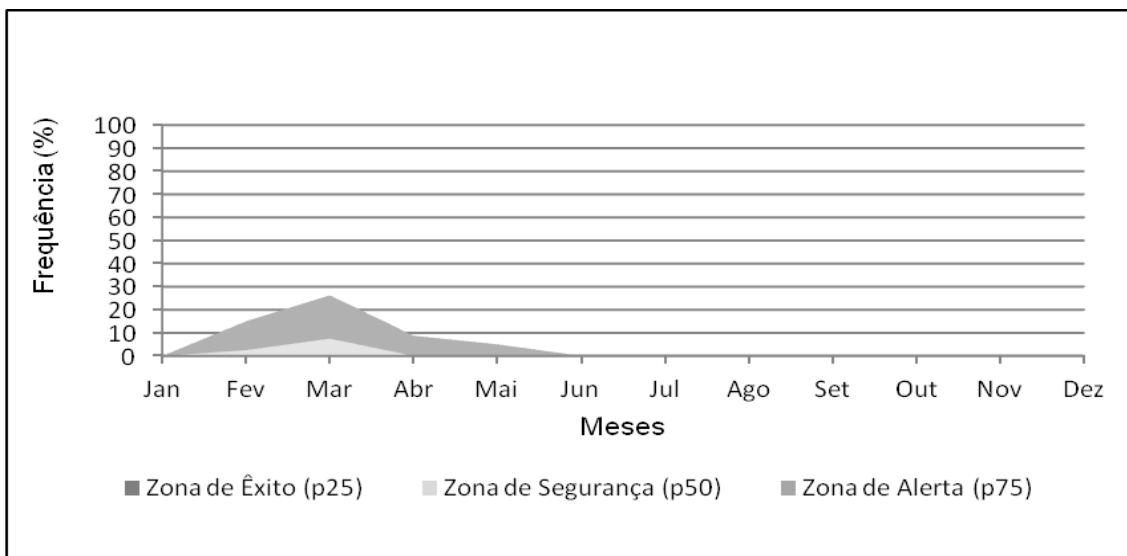 Frequência (%)
100
90
80
70
60
50
40
30
20
10
0
Jan Fev Mar Abr Mai Jun Jul Ago Set Out Nov Dez
Meses
Zona de Êxito (p25) Zona de Segurança (p50) Zona de Alerta (p75)